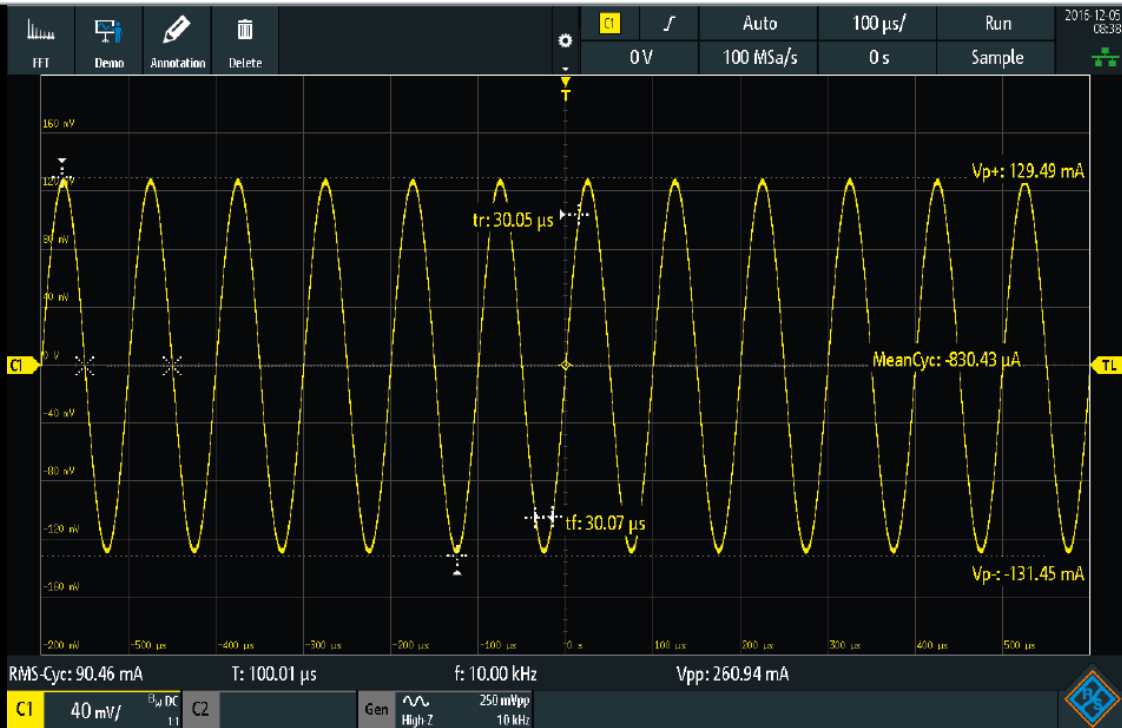 C1 Auto 100 µs/ Run 2016-12-05
08:38
FFT Demo Annotation Delete
0 V 100 MSa/s 0 s Sample
T
160 mV
120 mV
Vp+: 129.49 mA
tr: 30.05 µs
80 mV
40 mV
C1
0 V
MeanCyc: -830.43 µA
TL
-40 mV
-80 mV
-120 mV
tf: 30.07 µs
Vp-: -131.45 mA
-160 mV
-200 mV -500 µs -400 µs -300 µs -200 µs -100 µs 0 s 100 µs 200 µs 300 µs 400 µs 500 µs
RMS-Cyc: 90.46 mA T: 100.01 µs f: 10.00 kHz Vpp: 260.94 mA
C1 40 mV/ BW DC C2 Gen 250 mVpp
1:1 High-Z 10 kHz
R&S